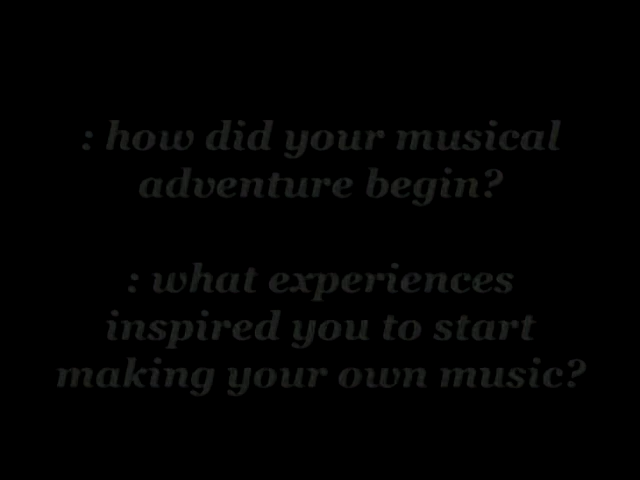 : how did your musical
adventure begin?
: what experiences
inspired you to start
making your own music?